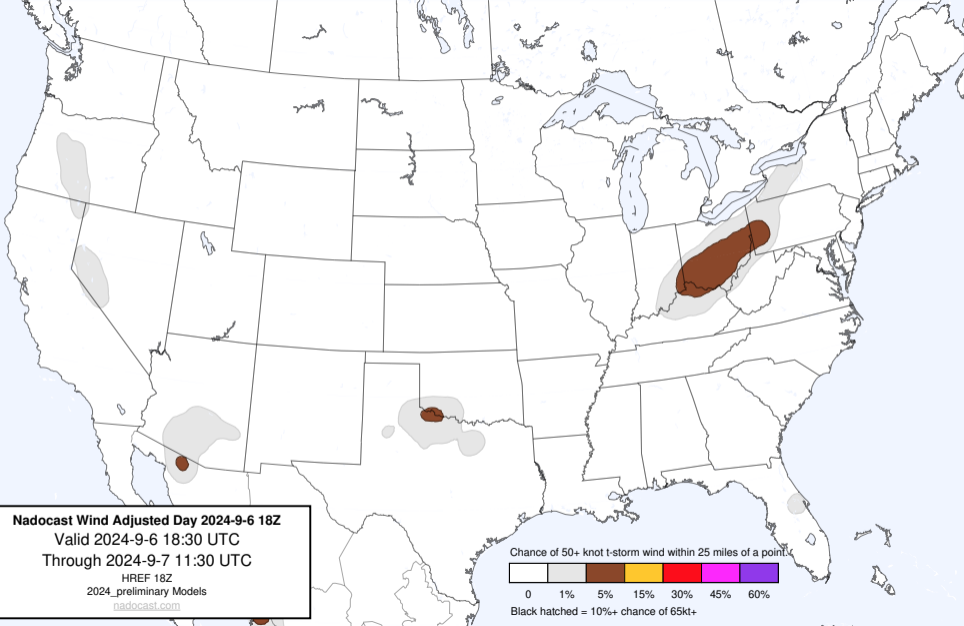 Nadocast Wind Adjusted Day 2024-9-6 18Z
Valid 2024-9-6 18:30 UTC
Through 2024-9-7 11:30 UTC
HREF 18Z
2024_preliminary Models
nadocast.com
Chance of 50+ knot t-storm wind within 25 miles of a point.
0 1% 5% 15% 30% 45% 60%
Black hatched = 10%+ chance of 65kt+